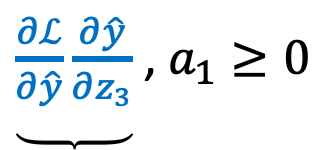 ∂ℒ/∂ŷ ∂ŷ/∂z₃ , a₁ ≥ 0